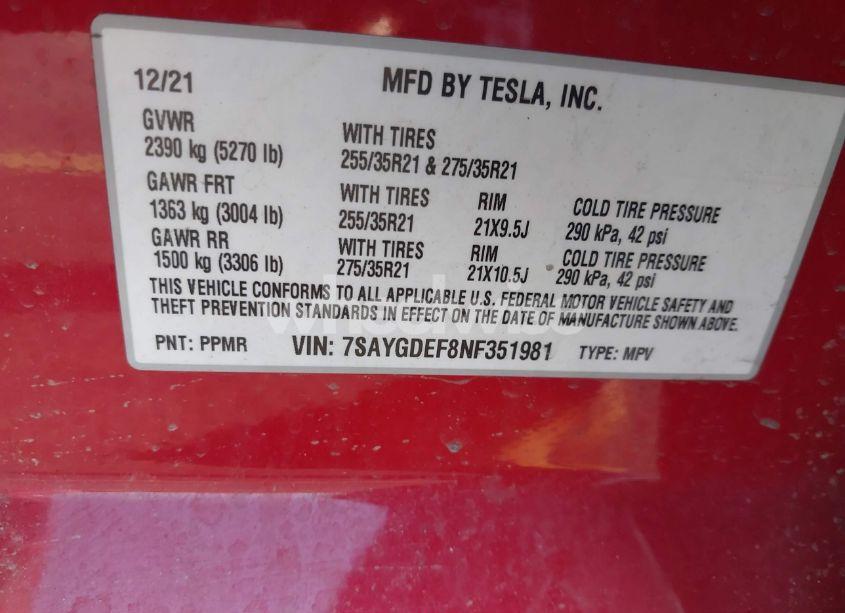 12/21 MFD BY TESLA, INC.
GVWR
2390 kg (5270 lb)
WITH TIRES
255/35R21 & 275/35R21
GAWR FRT
1363 kg (3004 lb)
WITH TIRES
255/35R21
RIM
21X9.5J
COLD TIRE PRESSURE
290 kPa, 42 psi
GAWR RR
1500 kg (3306 lb)
WITH TIRES
275/35R21
RIM
21X10.5J
COLD TIRE PRESSURE
290 kPa, 42 psi
THIS VEHICLE CONFORMS TO ALL APPLICABLE U.S. FEDERAL MOTOR VEHICLE SAFETY AND
THEFT PREVENTION STANDARDS IN EFFECT ON THE DATE OF MANUFACTURE SHOWN ABOVE.
PNT: PPMR VIN: 7SAYGDEF8NF351981 TYPE: MPV